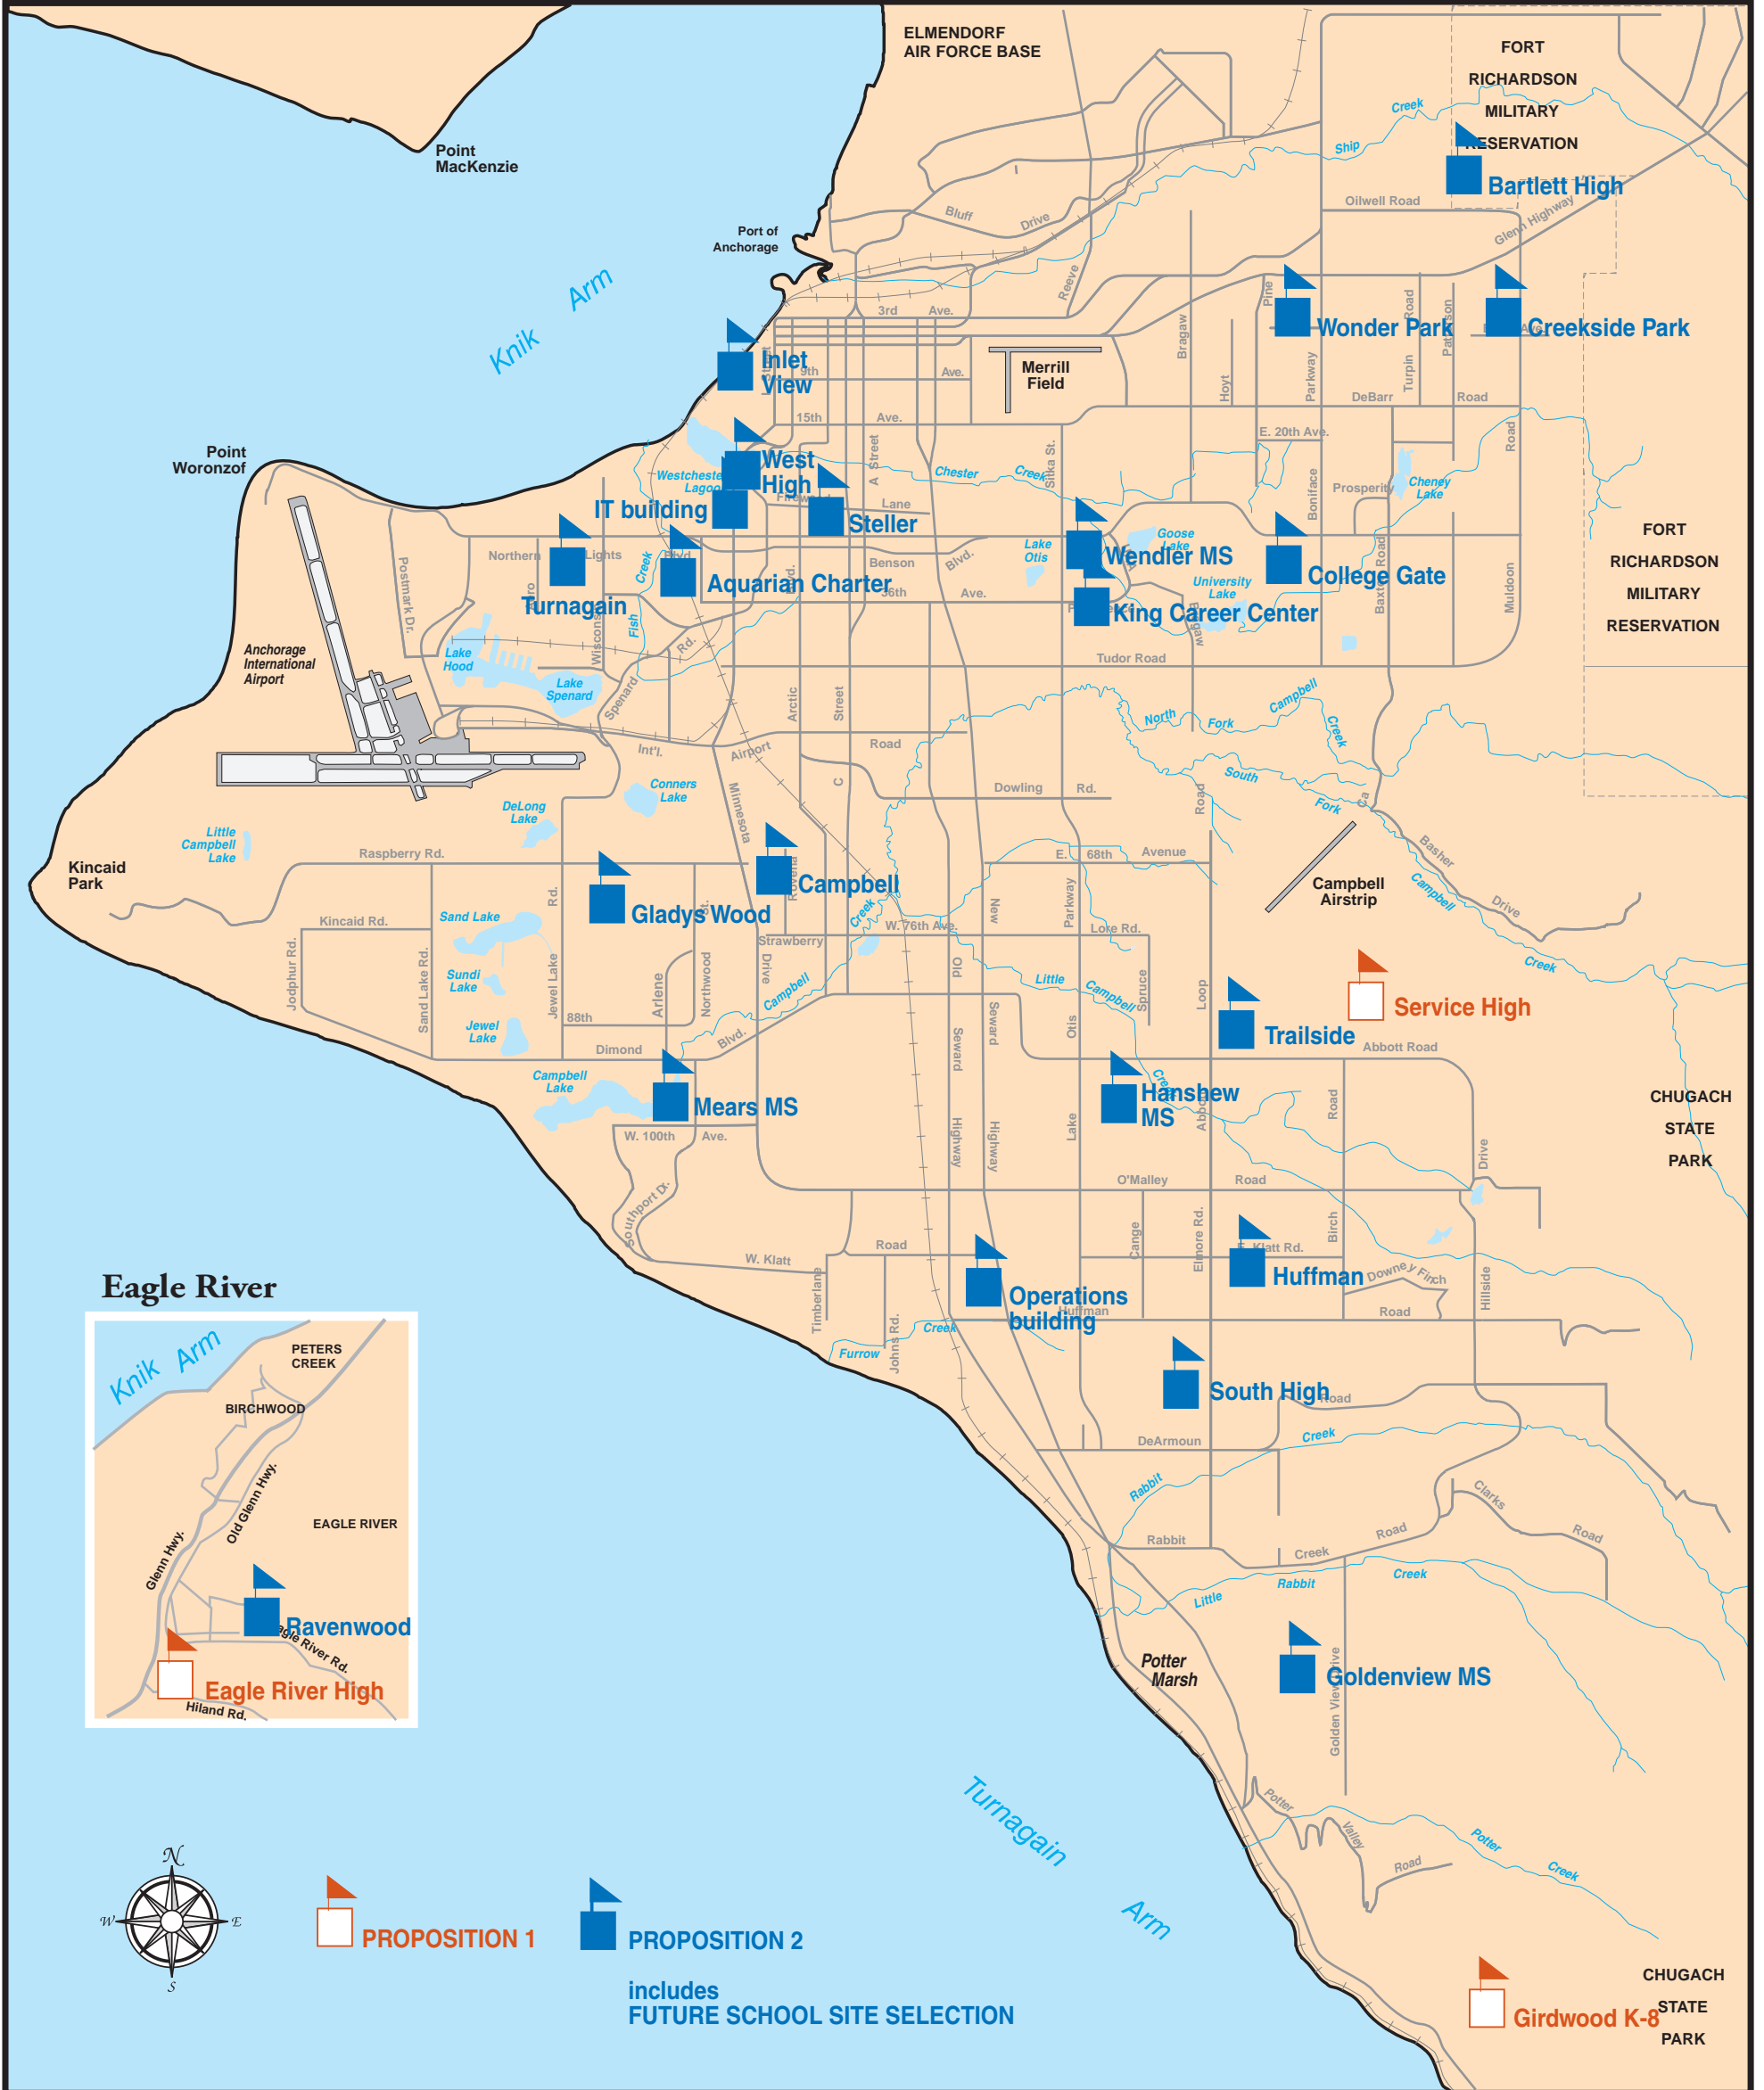 ELMENDORF
AIR FORCE BASE
FORT
RICHARDSON
MILITARY
RESERVATION
Point
MacKenzie
Ship
Creek
Bartlett High
Oilwell Road
Glenn Highway
Bluff
Drive
Port of
Anchorage
Knik Arm
Reeve
3rd Ave.
Pine
Wonder Park
Road
Creekside Park
Ave.
Inlet
View
9th Ave.
Merrill
Field
Bragaw
Hoyt
Parkway
Turpin
DeBarr Road
15th Ave.
E. 20th Ave.
Point
Woronzof
West
High
A Street
Chester Creek
Sitka St.
Boniface
Prosperity
Cheney
Lake
Road
IT building
Lane
Steller
Northern Lights Blvd.
Benson Blvd.
Lake
Otis
Goose
Lake
Wendler MS
College Gate
FORT
RICHARDSON
MILITARY
RESERVATION
Turnagain
Aquarian Charter
36th Ave.
University
Lake
King Career Center
Baxter Road
Muldoon
Postmark Dr.
Wisconsin
Fish
Creek
Blvd.
Tudor Road
Anchorage
International
Airport
Lake
Hood
Lake
Spenard
Spenard
Rd.
Arctic
Street
North Fork Campbell Creek
Int'l. Airport Road
South Fork
Minnesota
C
Dowling Rd.
Road
Conners
Lake
DeLong
Lake
Little
Campbell
Lake
Kincaid
Park
Raspberry Rd.
Campbell
E. 68th Avenue
Basher
Drive
Campbell
Airstrip
Campbell
Creek
Gladys Wood
Kincaid Rd.
Sand Lake
Rd.
St.
Strawberry
W. 76th Ave.
New
Parkway
Lore Rd.
Jodphur Rd.
Sand Lake Rd.
Sundi
Lake
Jewel Lake
Arlene
Northwood
Drive
Campbell
Creek
Old
Little
Campbell
Spruce
Loop
Service High
Trailside
Jewel
Lake
88th
Dimond
Blvd.
Seward
Seward
Otis
Abbott Road
Campbell
Lake
Mears MS
Hanshew
MS
Creek
Road
CHUGACH
STATE
PARK
W. 100th Ave.
Highway
Highway
Lake
Drive
O'Malley Road
Southport Dr.
W. Klatt
Road
Cange
Elmore Rd.
Birch
E. Klatt Rd.
Huffman
Downey Finch
Hillside
Operations
building
Huffman
Road
Timberlane
Johns Rd.
Furrow
Creek
South High
Road
DeArmoun
Creek
Rabbit
Clarks
Road
Rabbit
Creek
Road
Little
Rabbit
Creek
Potter
Marsh
Goldenview MS
Golden View Drive
Eagle River
Knik Arm
PETERS
CREEK
BIRCHWOOD
Old Glenn Hwy.
Glenn Hwy.
EAGLE RIVER
Ravenwood
Eagle River Rd.
Eagle River High
Hiland Rd.
Turnagain
Arm
Potter
Valley
Road
Potter
Creek
N
W
E
S
PROPOSITION 1
PROPOSITION 2
includes
FUTURE SCHOOL SITE SELECTION
Girdwood K-8
CHUGACH
STATE
PARK